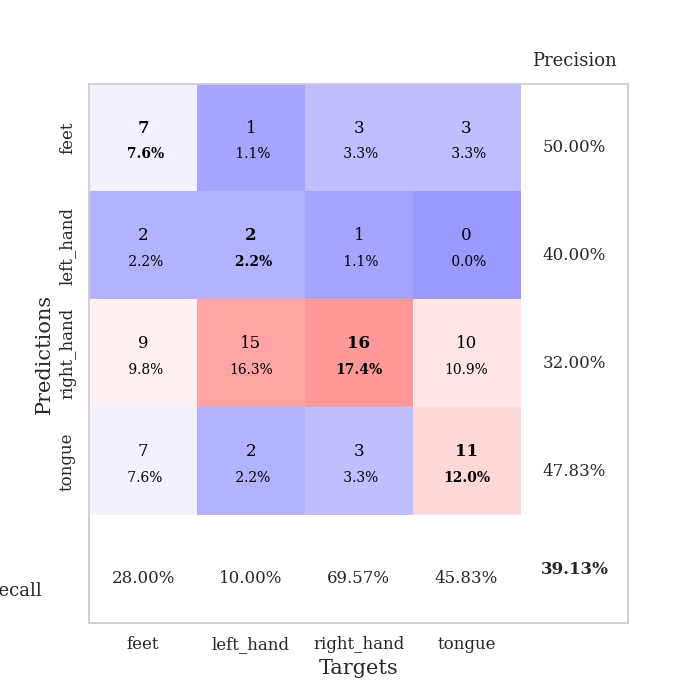 Precision
feet 7 1 3 3 50.00%
7.6% 1.1% 3.3% 3.3%
left_hand 2 2 1 0 40.00%
2.2% 2.2% 1.1% 0.0%
Predictions
right_hand 9 15 16 10 32.00%
9.8% 16.3% 17.4% 10.9%
tongue 7 2 3 11 47.83%
7.6% 2.2% 3.3% 12.0%
ecall 28.00% 10.00% 69.57% 45.83% 39.13%
feet left_hand right_hand tongue
Targets